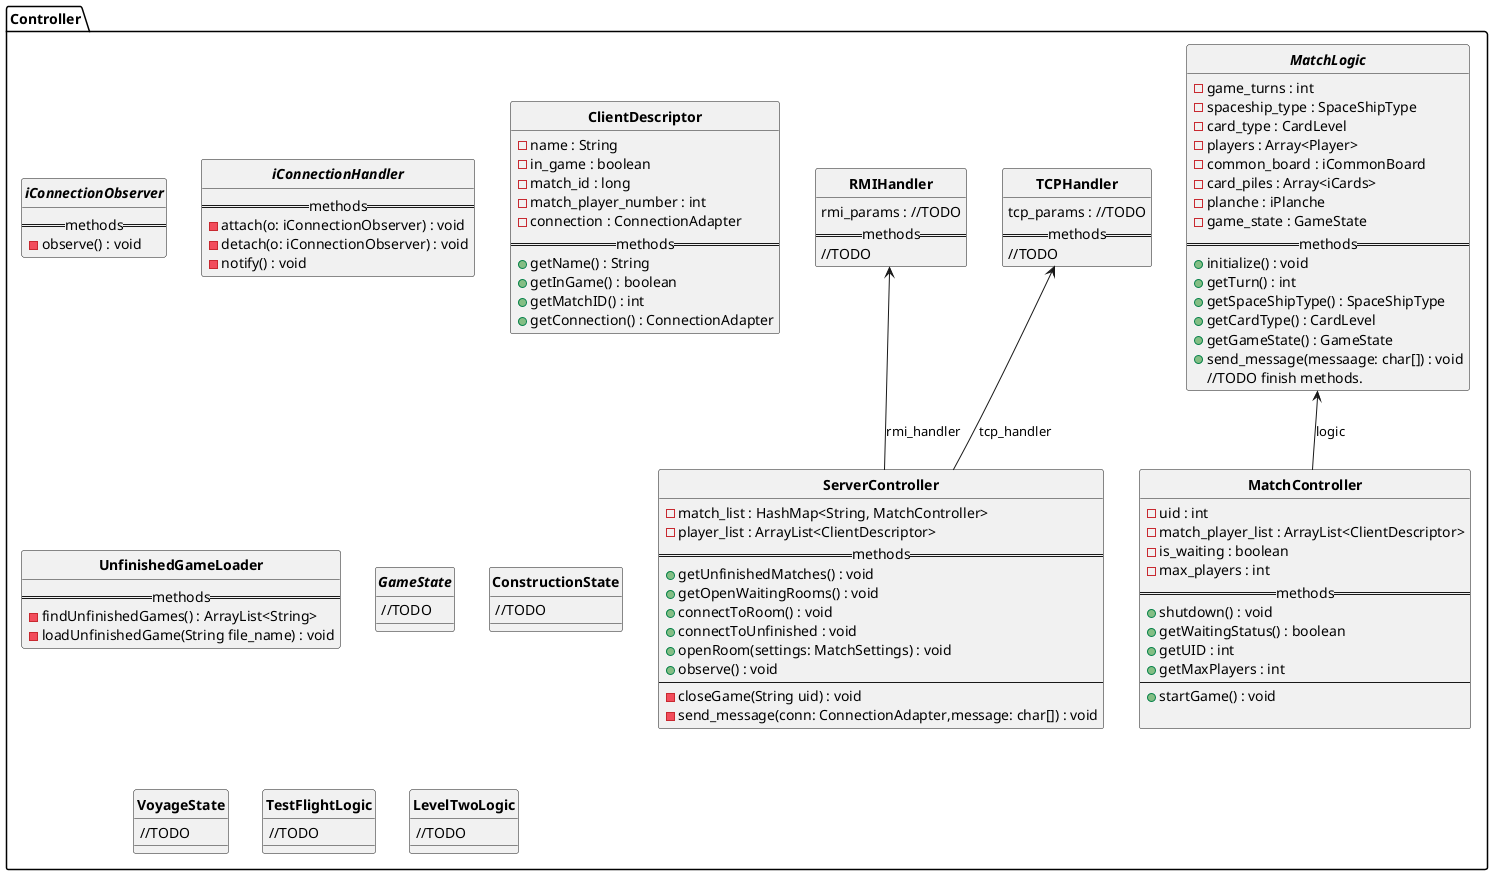 Controller
MatchLogic
game_turns : int
spaceship_type : SpaceShipType
card_type : CardLevel
players : Array<Player>
common_board : iCommonBoard
card_piles : Array<iCards>
planche : iPlanche
game_state : GameState
methods
initialize() : void
getTurn() : int
getSpaceShipType() : SpaceShipType
getCardType() : CardLevel
getGameState() : GameState
send_message(messaage: char[]) : void
//TODO finish methods.
ClientDescriptor
name : String
in_game : boolean
match_id : long
match_player_number : int
connection : ConnectionAdapter
methods
getName() : String
getInGame() : boolean
getMatchID() : int
getConnection() : ConnectionAdapter
iConnectionObserver
methods
observe() : void
iConnectionHandler
methods
attach(o: iConnectionObserver) : void
detach(o: iConnectionObserver) : void
notify() : void
RMIHandler
rmi_params : //TODO
methods
//TODO
TCPHandler
tcp_params : //TODO
methods
//TODO
rmi_handler
tcp_handler
logic
UnfinishedGameLoader
methods
findUnfinishedGames() : ArrayList<String>
loadUnfinishedGame(String file_name) : void
GameState
//TODO
ConstructionState
//TODO
ServerController
match_list : HashMap<String, MatchController>
player_list : ArrayList<ClientDescriptor>
methods
getUnfinishedMatches() : void
getOpenWaitingRooms() : void
connectToRoom() : void
connectToUnfinished : void
openRoom(settings: MatchSettings) : void
observe() : void
closeGame(String uid) : void
send_message(conn: ConnectionAdapter,message: char[]) : void
MatchController
uid : int
match_player_list : ArrayList<ClientDescriptor>
is_waiting : boolean
max_players : int
methods
shutdown() : void
getWaitingStatus() : boolean
getUID : int
getMaxPlayers : int
startGame() : void
VoyageState
//TODO
TestFlightLogic
//TODO
LevelTwoLogic
//TODO